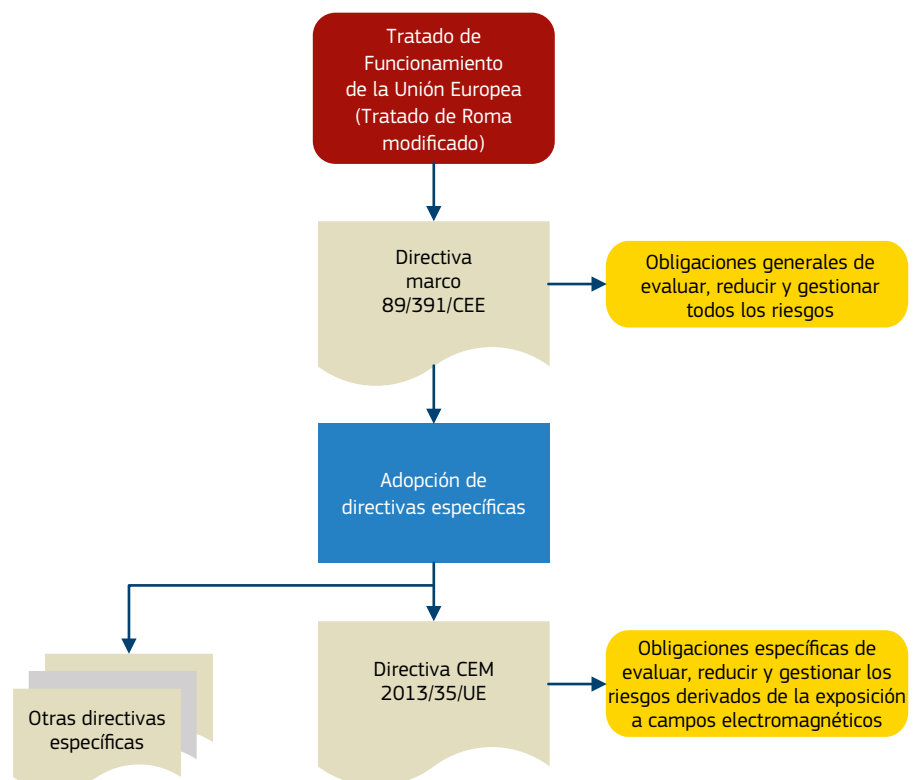 Tratado de
Funcionamiento
de la Unión Europea
(Tratado de Roma
modificado)
Directiva
marco
89/391/CEE
Obligaciones generales de
evaluar, reducir y gestionar
todos los riesgos
Adopción de
directivas específicas
Otras directivas
específicas
Directiva CEM
2013/35/UE
Obligaciones específicas de
evaluar, reducir y gestionar los
riesgos derivados de la exposición
a campos electromagnéticos